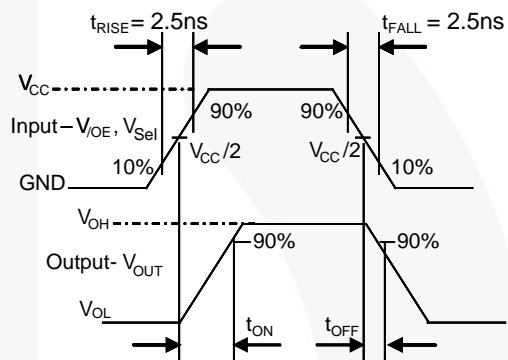 tRISE = 2.5ns
tFALL = 2.5ns
VCC
90%
90%
Input – V/OE, VSel
VCC/2
VCC/2
10%
10%
GND
VOH
90%
90%
Output- VOUT
VOL
tON
tOFF